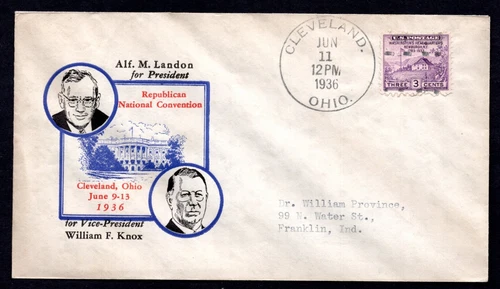 Alf. M. Landon
for President
Republican
National Convention
Cleveland, Ohio
June 9-13
1936
for Vice-President
William F. Knox
CLEVELAND.
JUN
11
12 PM
1936
OHIO.
U.S. POSTAGE
THREE 3 CENTS
Dr. William Province,
99 N. Water St.,
Franklin, Ind.